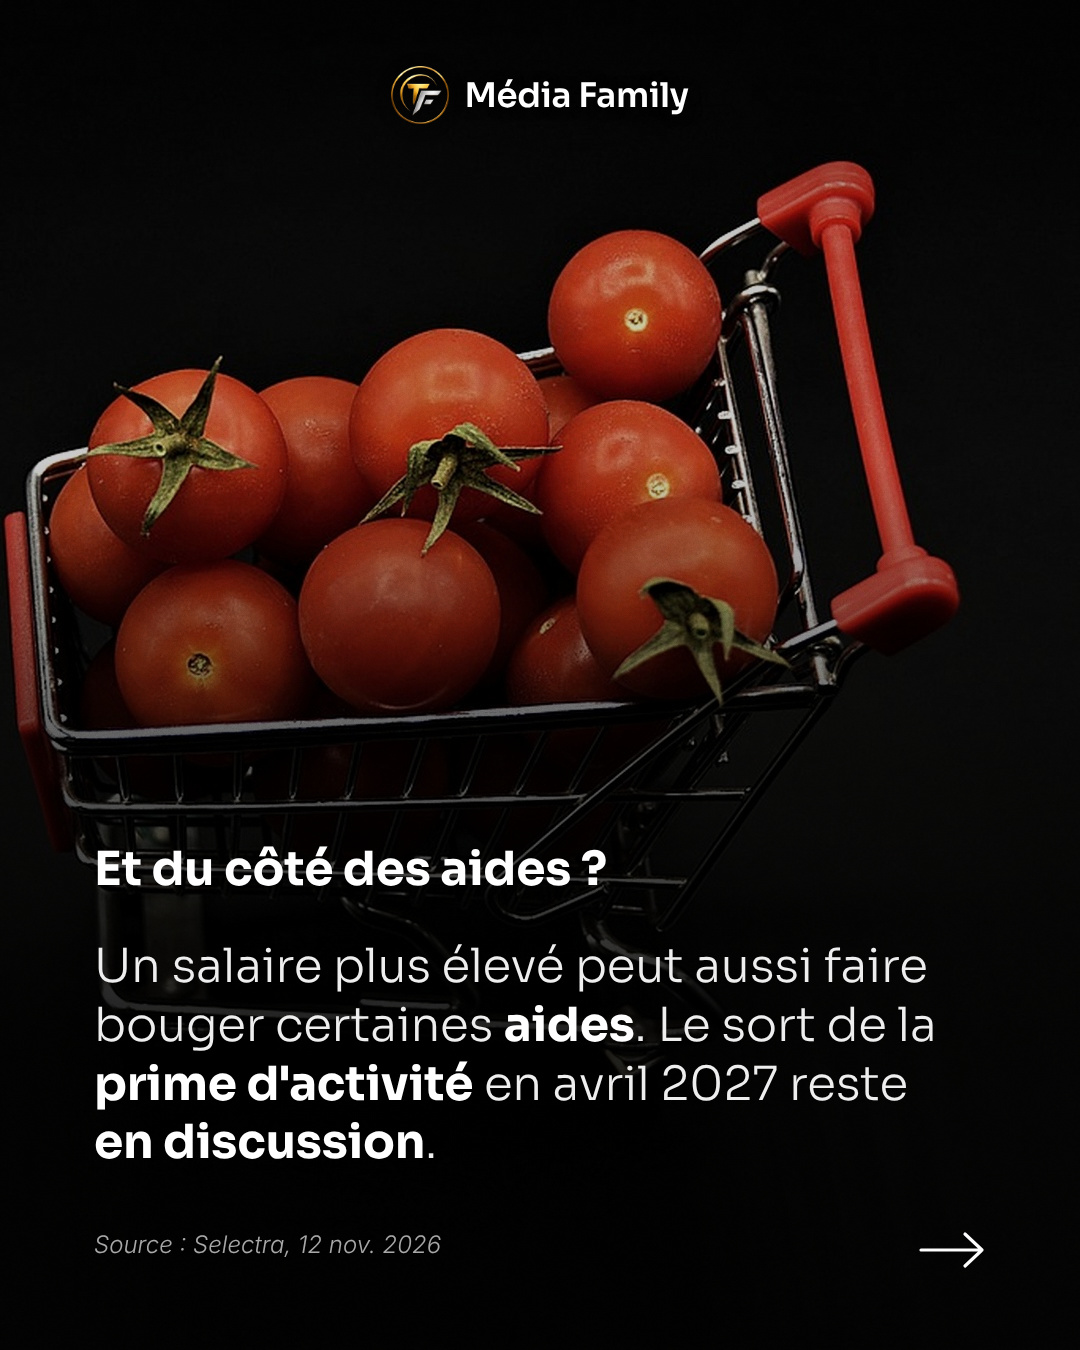 TF Média Family
Et du côté des aides ?
Un salaire plus élevé peut aussi faire
bouger certaines aides. Le sort de la
prime d'activité en avril 2027 reste
en discussion.
Source : Selectra, 12 nov. 2026